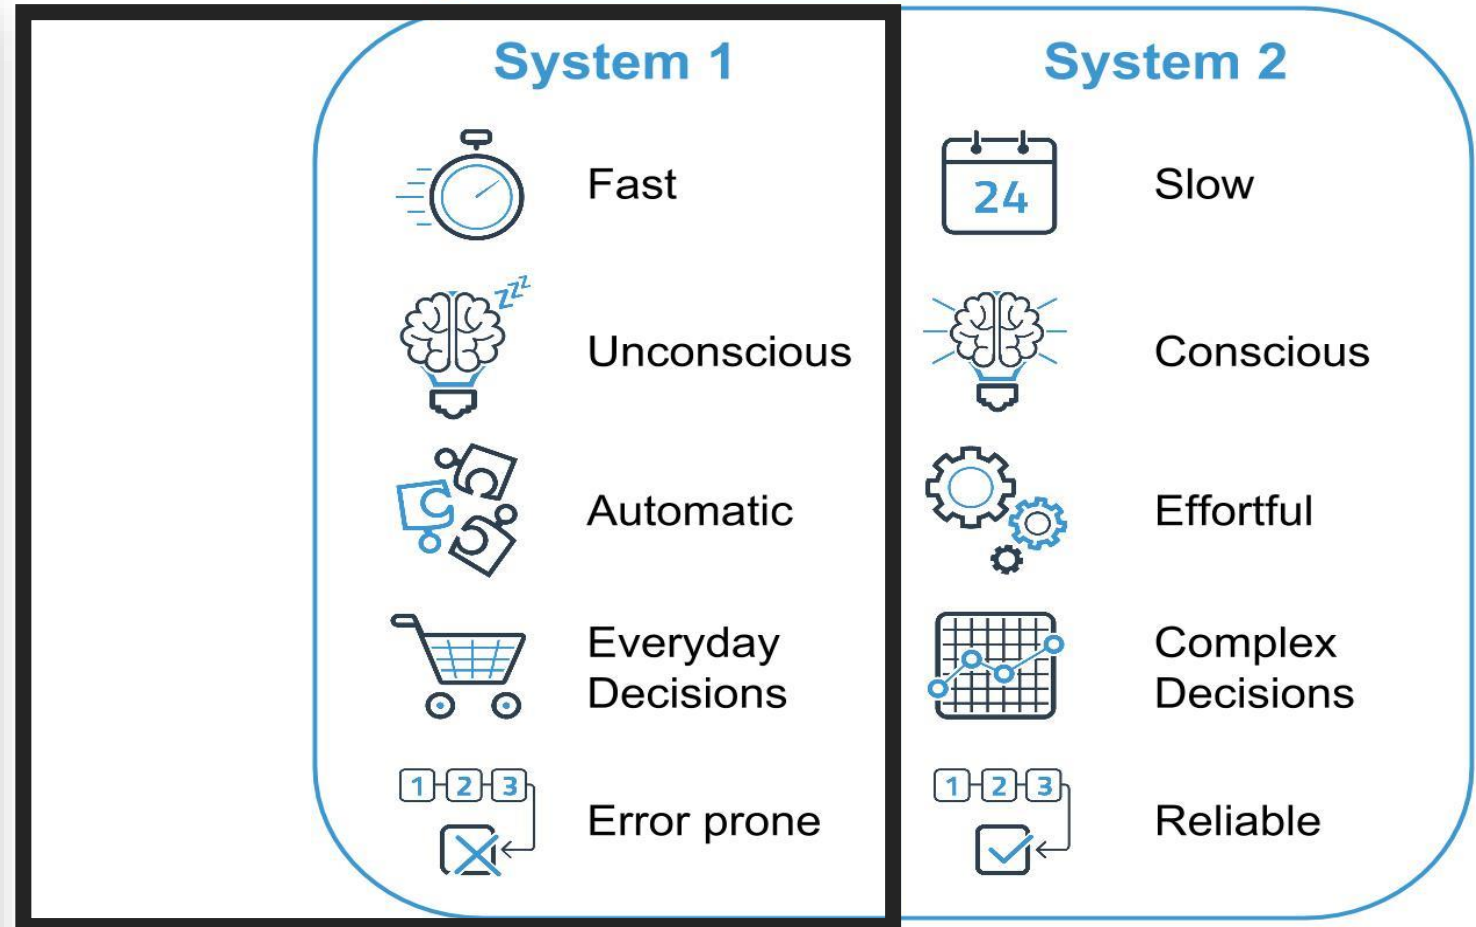 System 1
System 2
Fast
24
Slow
zzz
Unconscious
Conscious
Automatic
Effortful
Everyday
Decisions
Complex
Decisions
1 2 3
Error prone
1 2 3
Reliable